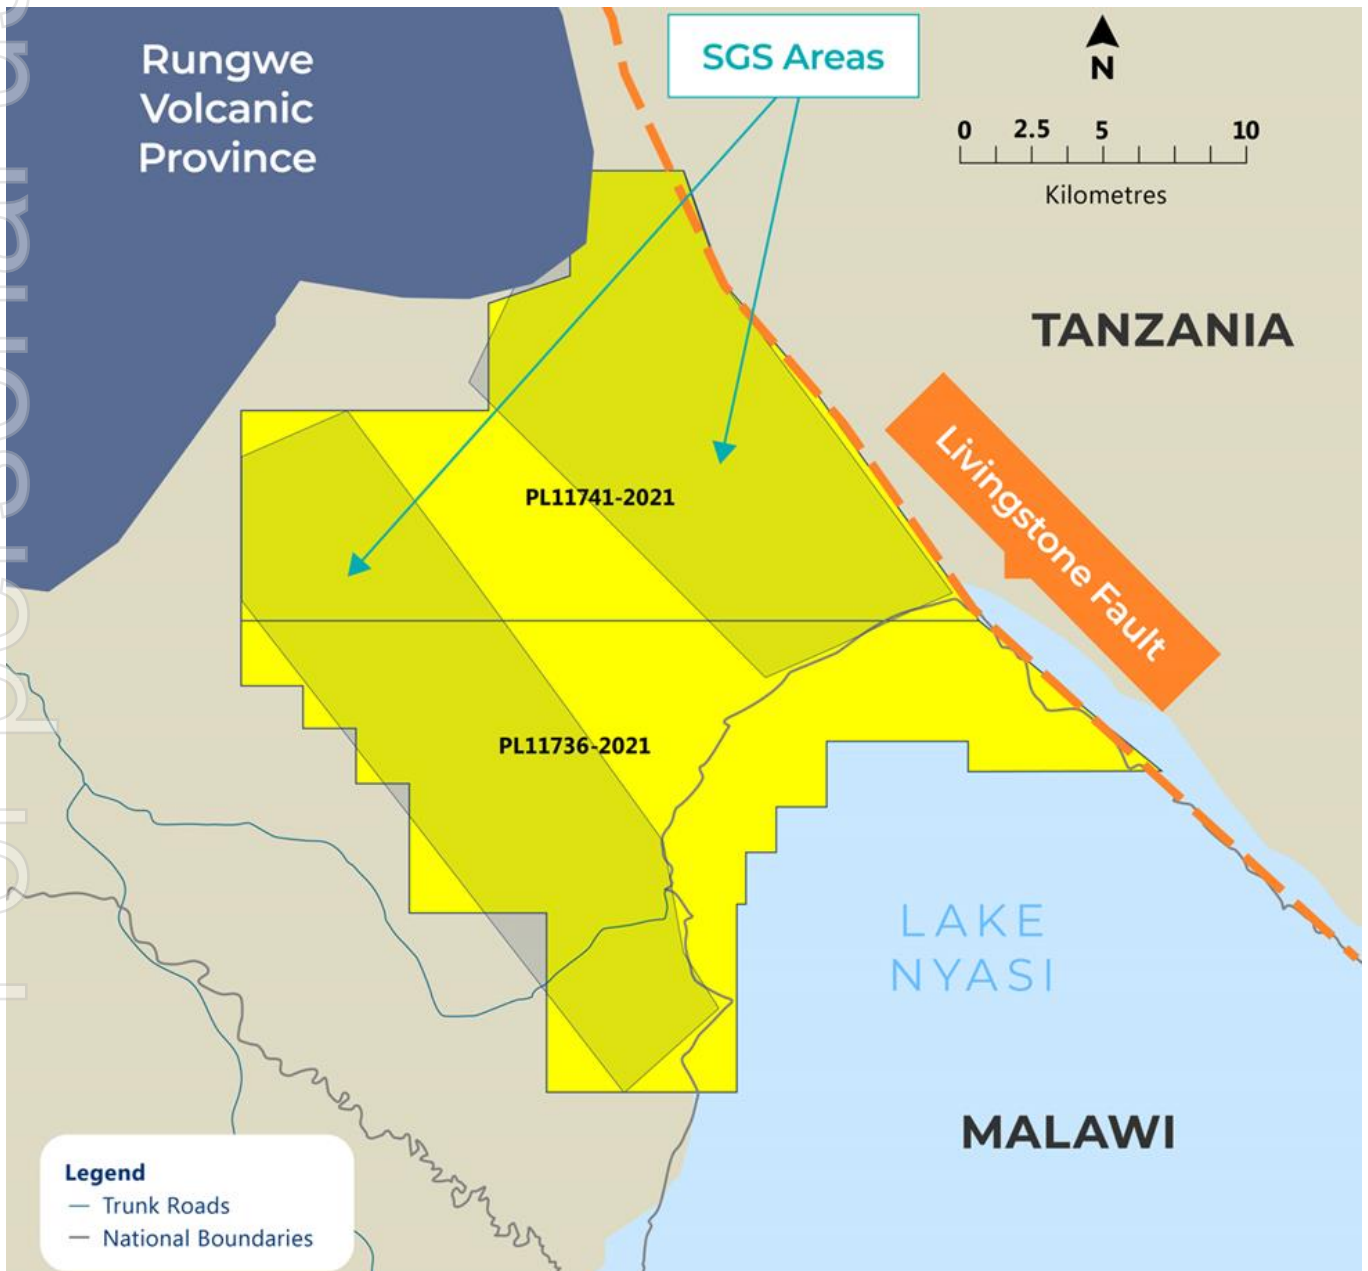 Rungwe
Volcanic
Province
SGS Areas
N
0 2.5 5 10
Kilometres
TANZANIA
Livingstone Fault
PL11741-2021
PL11736-2021
LAKE
NYASI
MALAWI
Legend
Trunk Roads
National Boundaries